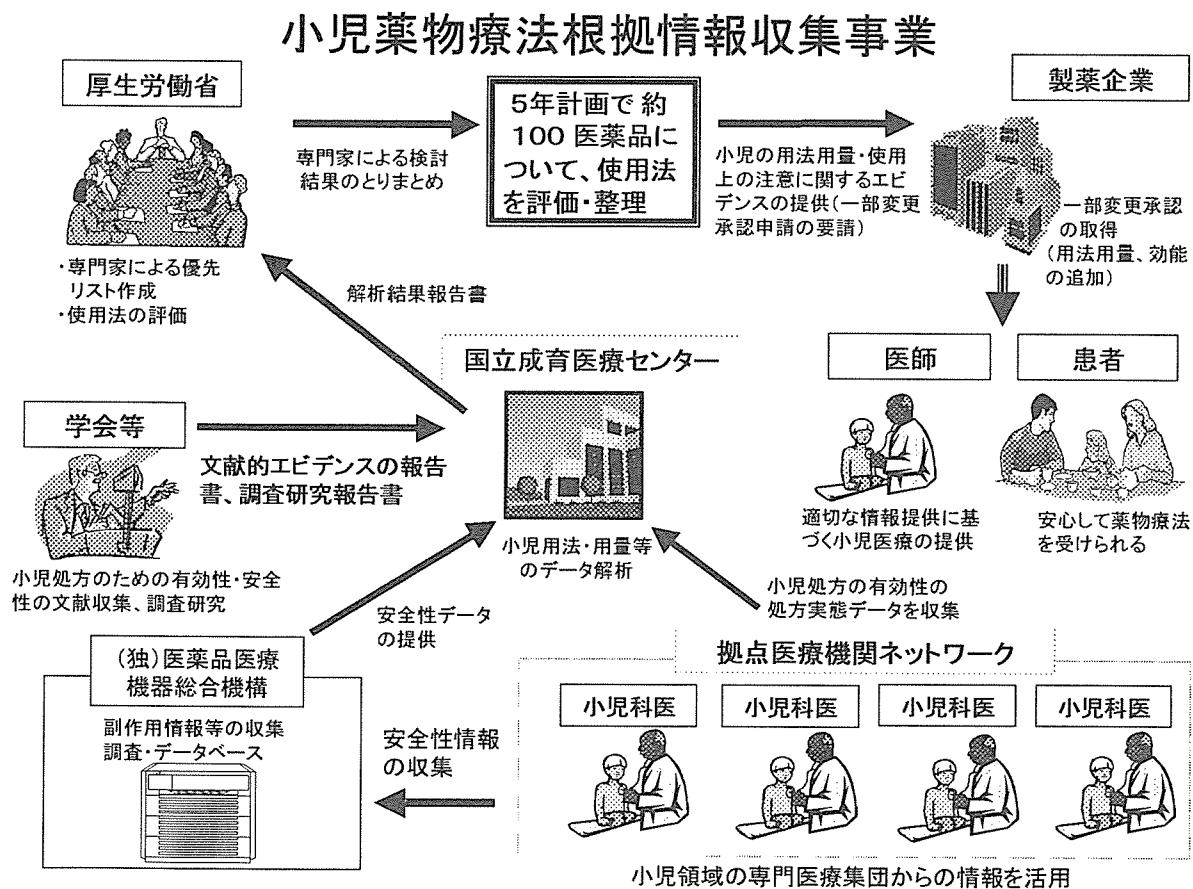 小児薬物療法根拠情報収集事業
厚生労働省
・専門家による優先
リスト作成
・使用法の評価
専門家による検討
結果のとりまとめ
5年計画で 約
100 医薬品に
ついて、使用法
を評価・整理
小児の用法用量・使用
上の注意に関するエビ
デンスの提供(一部変更
承認申請の要請)
製薬企業
一部変更承認
の取得
(用法用量、効能
の追加)
解析結果報告書
国立成育医療センター
小児用法・用量等
のデータ解析
医師
適切な情報提供に基
づく小児医療の提供
患者
安心して薬物療法
を受けられる
学会等
文献的エビデンスの報告
書、調査研究報告書
小児処方のための有効性・安全
性の文献収集、調査研究
安全性データ
の提供
小児処方の有効性の
処方実態データを収集
(独)医薬品医療
機器総合機構
副作用情報等の収集
調査・データベース
安全性情報
の収集
拠点医療機関ネットワーク
小児科医
小児科医
小児科医
小児科医
小児領域の専門医療集団からの情報を活用